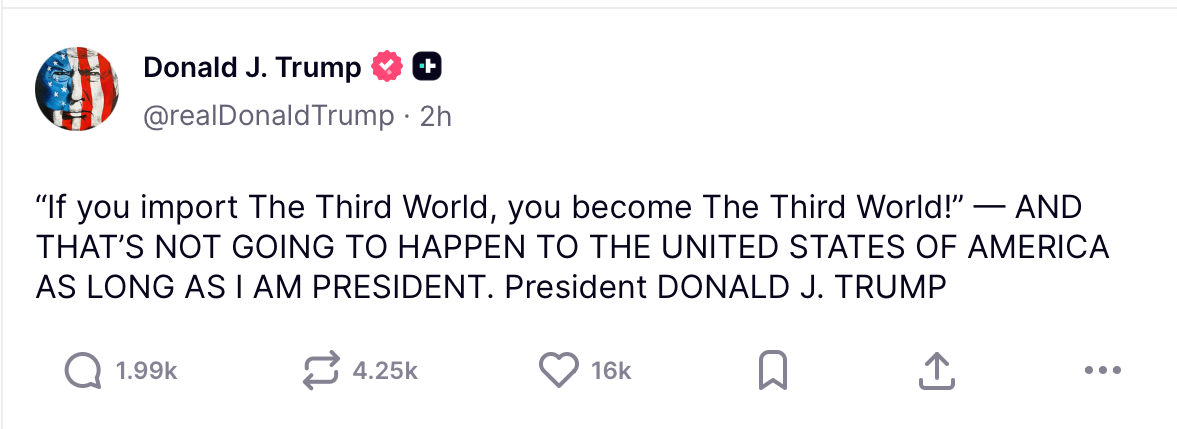 Donald J. Trump
@realDonaldTrump · 2h
“If you import The Third World, you become The Third World!” — AND
THAT’S NOT GOING TO HAPPEN TO THE UNITED STATES OF AMERICA
AS LONG AS I AM PRESIDENT. President DONALD J. TRUMP
1.99k 4.25k 16k